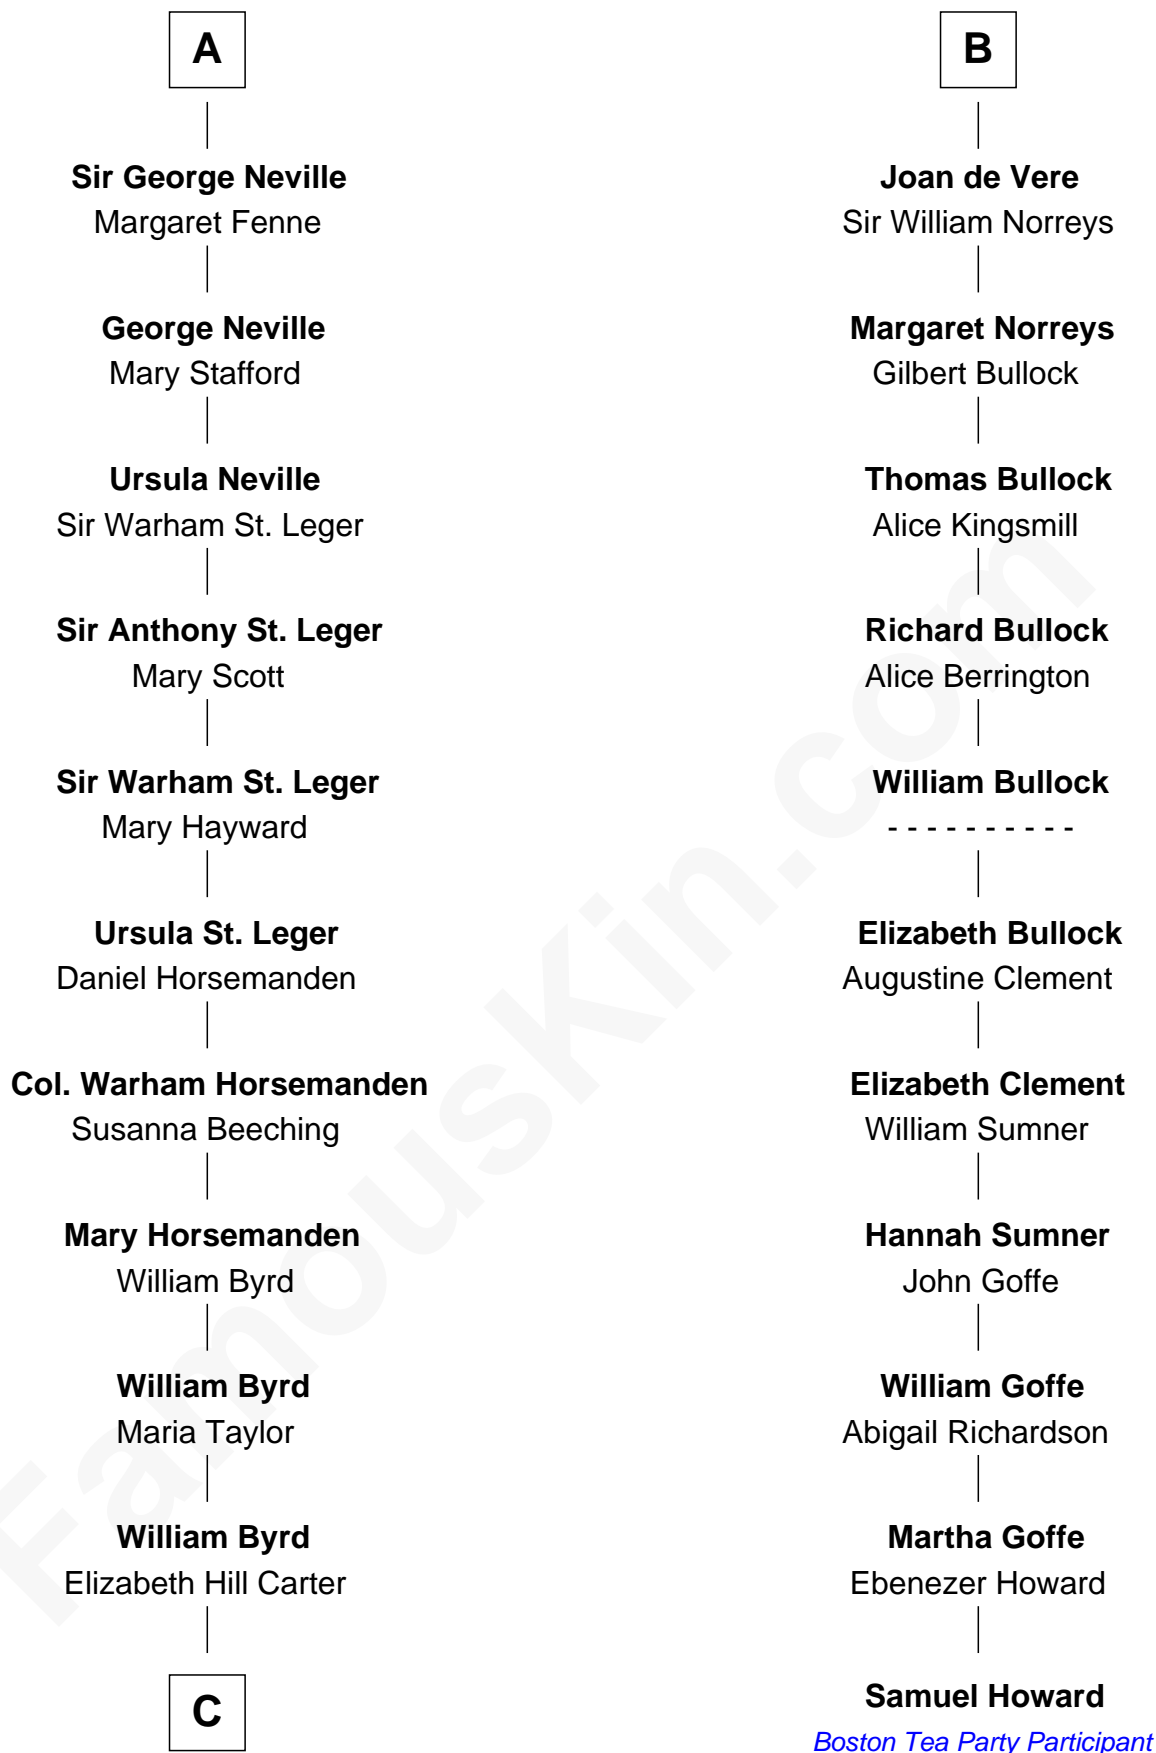 A
Sir George Neville
Margaret Fenne
George Neville
Mary Stafford
Ursula Neville
Sir Warham St. Leger
Sir Anthony St. Leger
Mary Scott
Sir Warham St. Leger
Mary Hayward
Ursula St. Leger
Daniel Horsemanden
Col. Warham Horsemanden
Susanna Beeching
Mary Horsemanden
William Byrd
William Byrd
Maria Taylor
William Byrd
Elizabeth Hill Carter
C
B
Joan de Vere
Sir William Norreys
Margaret Norreys
Gilbert Bullock
Thomas Bullock
Alice Kingsmill
Richard Bullock
Alice Berrington
William Bullock
- - - - - - - - - -
Elizabeth Bullock
Augustine Clement
Elizabeth Clement
William Sumner
Hannah Sumner
John Goffe
William Goffe
Abigail Richardson
Martha Goffe
Ebenezer Howard
Samuel Howard
Boston Tea Party Participant
FamousKin.com